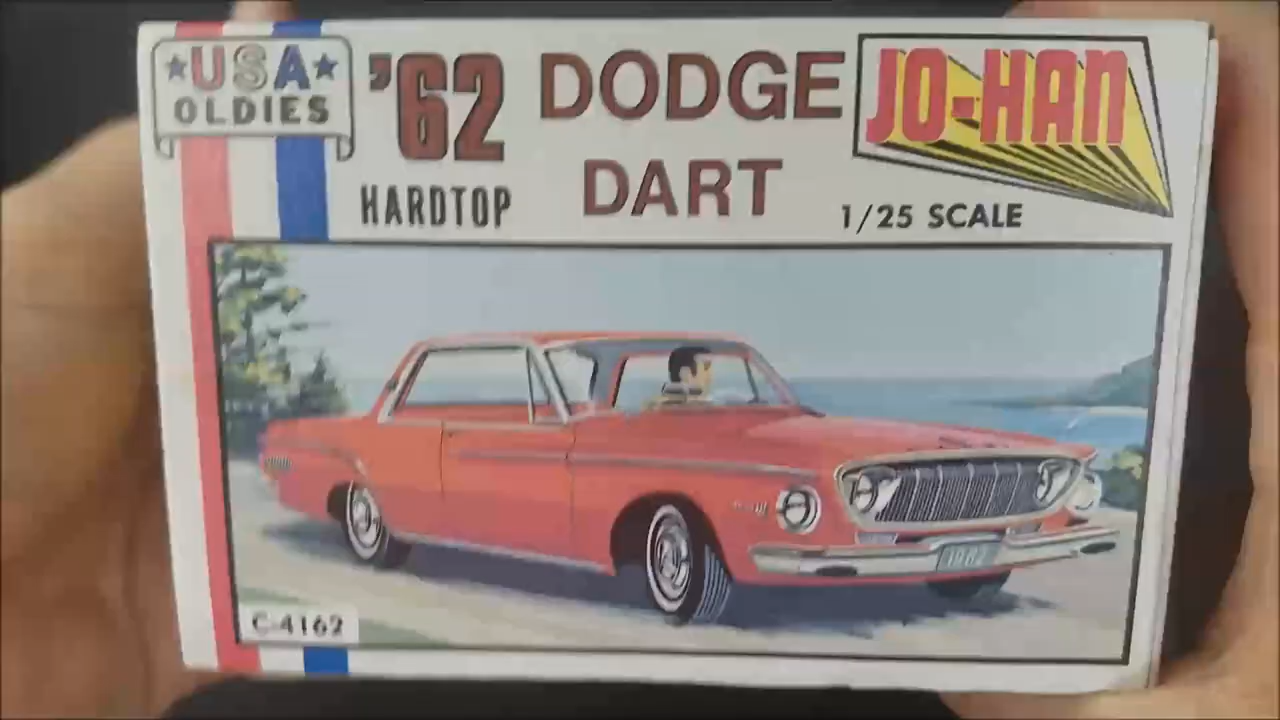 ★USA★
OLDIES
'62
HARDTOP
DODGE
DART
JO-HAN
1/25 SCALE
1962
C-4162